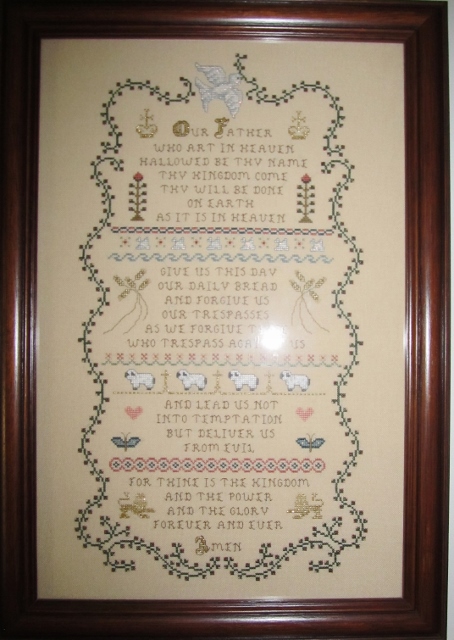 OUR FATHER
WHO ART IN HEAVEN
HALLOWED BE THY NAME
THY KINGDOM COME
THY WILL BE DONE
ON EARTH
AS IT IS IN HEAVEN
GIVE US THIS DAY
OUR DAILY BREAD
AND FORGIVE US
OUR TRESPASSES
AS WE FORGIVE
WHO TRESPASS AGAINST US
AND LEAD US NOT
INTO TEMPTATION
BUT DELIVER US
FROM EVIL
FOR THINE IS THE KINGDOM
AND THE POWER
AND THE GLORY
FOREVER AND EVER
AMEN